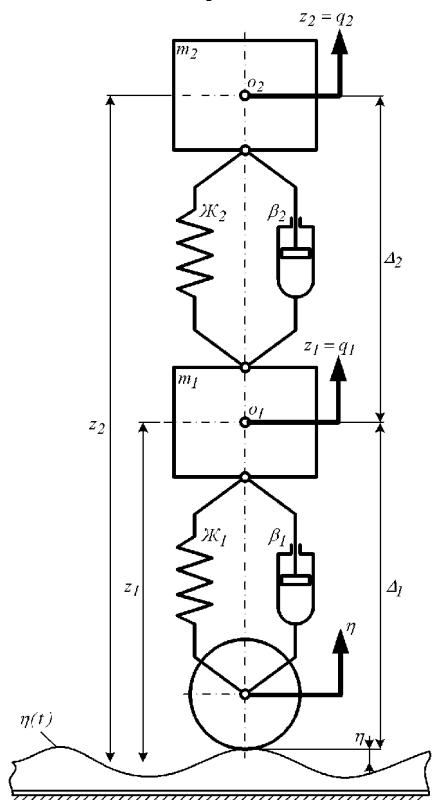 z₂ = q₂
m₂
o₂
Ж₂
β₂
Δ₂
z₁ = q₁
m₁
o₁
z₂
Ж₁
β₁
z₁
Δ₁
η
η(t)
η